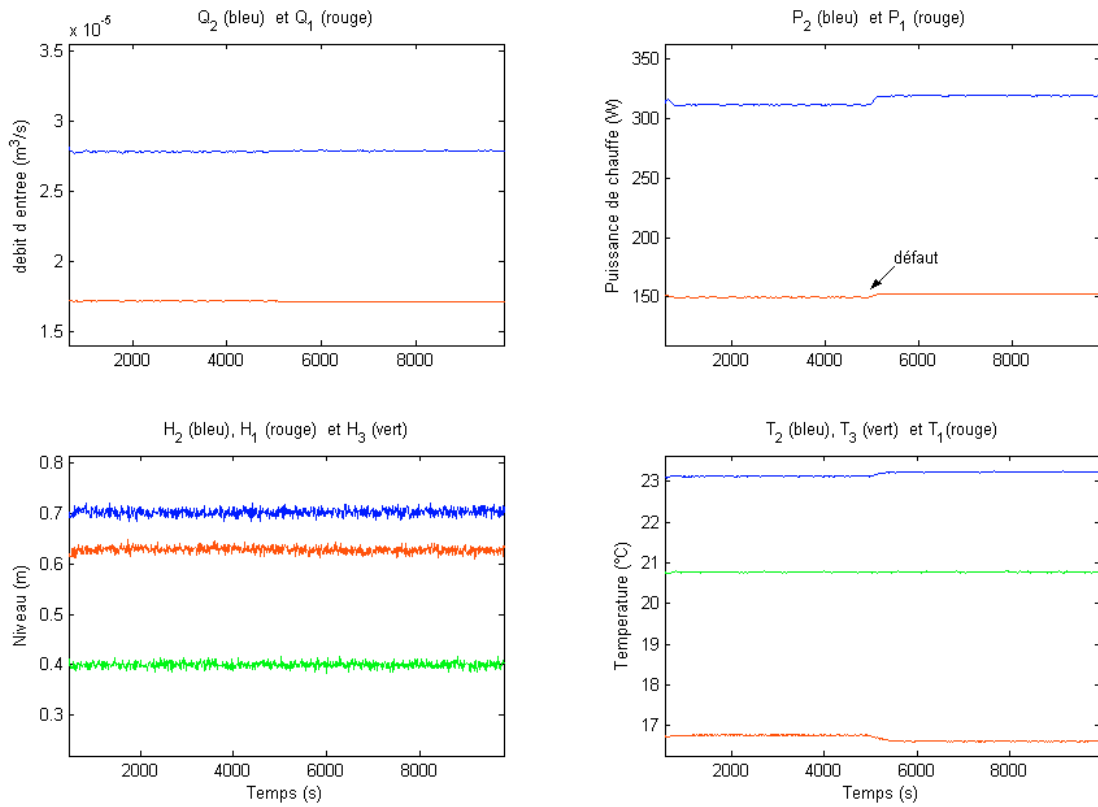 Q2 (bleu) et Q1 (rouge)
x 10-5
3.5
3
2.5
2
1.5
debit d entree (m3/s)
2000 4000 6000 8000
P2 (bleu) et P1 (rouge)
350
300
250
200
150
Puissance de chauffe (W)
défaut
2000 4000 6000 8000
H2 (bleu), H1 (rouge) et H3 (vert)
0.8
0.7
0.6
0.5
0.4
0.3
Niveau (m)
2000 4000 6000 8000
Temps (s)
T2 (bleu), T3 (vert) et T1(rouge)
23
22
21
20
19
18
17
Temperature (°C)
2000 4000 6000 8000
Temps (s)